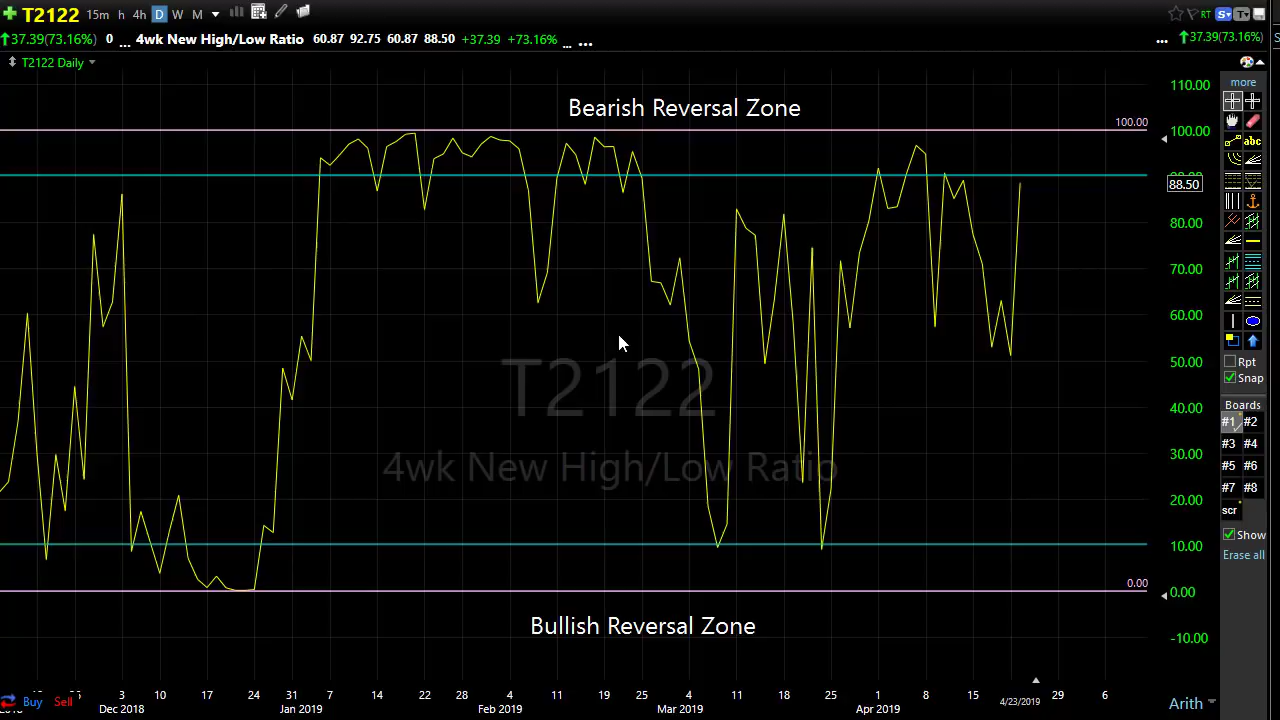 T2122 15m h 4h D W M RT S T
37.39(73.16%) 0 ... 4wk New High/Low Ratio 60.87 92.75 60.87 88.50 +37.39 +73.16% ... ... ... 37.39(73.16%)
T2122 Daily
more
Bearish Reversal Zone
110.00
100.00
100.00
abc
88.50
80.00
70.00
60.00
50.00
40.00
30.00
20.00
10.00
0.00
0.00
-10.00
T2122
4wk New High/Low Ratio
Rpt
Snap
Boards
#1 #2
#3 #4
#5 #6
#7 #8
scr
Show
Erase all
Bullish Reversal Zone
3 10 17 24 31 7 14 22 28 4 11 19 25 4 11 18 25 1 8 15 4/23/2019 29 6
Dec 2018 Jan 2019 Feb 2019 Mar 2019 Apr 2019
Buy Sell
Arith